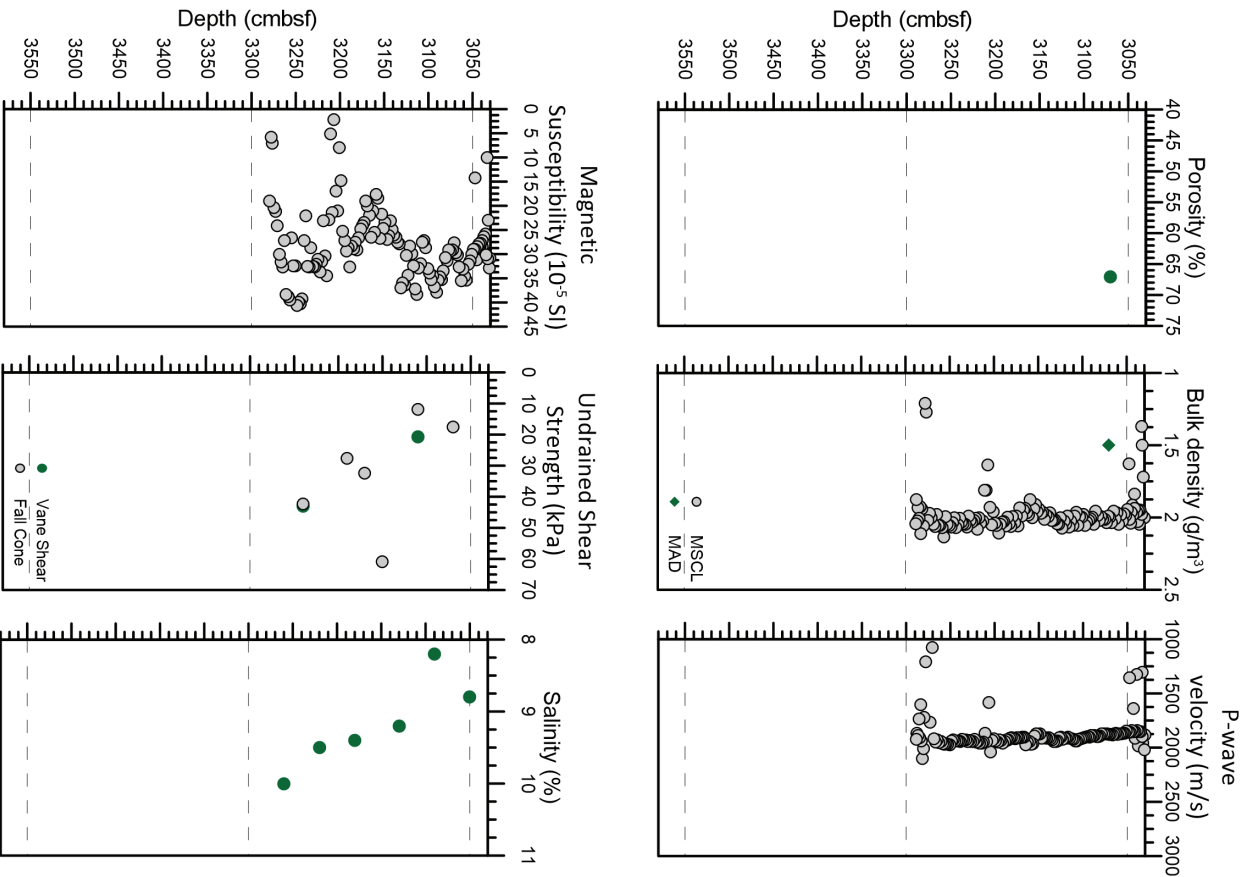 Porosity (%)
40 45 50 55 60 65 70 75
Depth (cmbsf)
3050
3100
3150
3200
3250
3300
3350
3400
3450
3500
3550
Bulk density (g/m³)
1 1.5 2 2.5
MSCL
MAD
P-wave
velocity (m/s)
1000 1500 2000 2500 3000
Magnetic
Susceptibility (10⁻⁵ SI)
0 5 10 15 20 25 30 35 40 45
Depth (cmbsf)
3050
3100
3150
3200
3250
3300
3350
3400
3450
3500
3550
Undrained Shear
Strength (kPa)
0 10 20 30 40 50 60 70
Vane Shear
Fall Cone
Salinity (%)
8 9 10 11